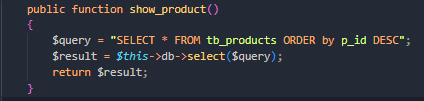 public function show_product()
{
$query = "SELECT * FROM tb_products ORDER by p_id DESC";
$result = $this->db->select($query);
return $result;
}